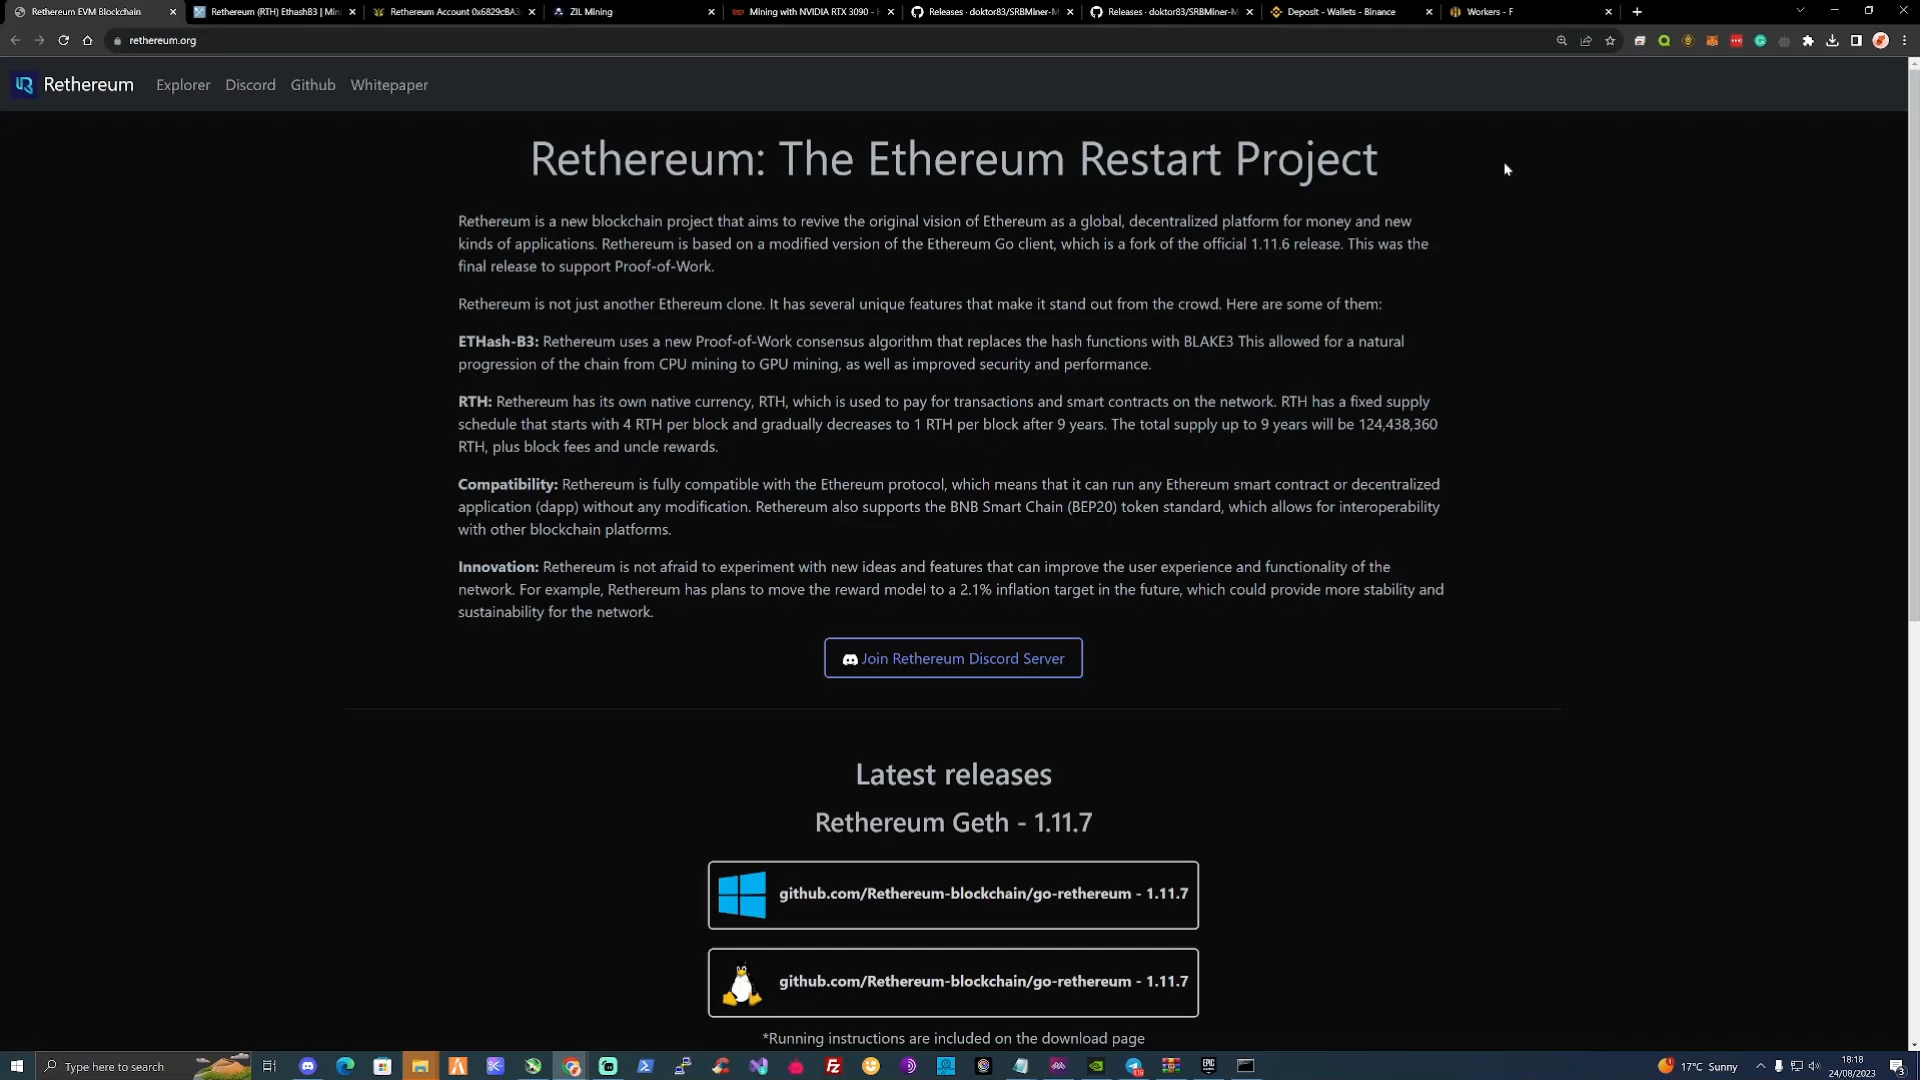 Rethereum EVM Blockchain
Rethereum (RTH) EthashB3 | Min
Rethereum Account 0x6829cBA3
ZIL Mining
Mining with NVIDIA RTX 3090 -
Releases · doktor83/SRBMiner-M
Releases · doktor83/SRBMiner-M
Deposit - Wallets - Binance
Workers - F
rethereum.org
Rethereum Explorer Discord Github Whitepaper
Rethereum: The Ethereum Restart Project
Rethereum is a new blockchain project that aims to revive the original vision of Ethereum as a global, decentralized platform for money and new
kinds of applications. Rethereum is based on a modified version of the Ethereum Go client, which is a fork of the official 1.11.6 release. This was the
final release to support Proof-of-Work.
Rethereum is not just another Ethereum clone. It has several unique features that make it stand out from the crowd. Here are some of them:
ETHash-B3: Rethereum uses a new Proof-of-Work consensus algorithm that replaces the hash functions with BLAKE3 This allowed for a natural
progression of the chain from CPU mining to GPU mining, as well as improved security and performance.
RTH: Rethereum has its own native currency, RTH, which is used to pay for transactions and smart contracts on the network. RTH has a fixed supply
schedule that starts with 4 RTH per block and gradually decreases to 1 RTH per block after 9 years. The total supply up to 9 years will be 124,438,360
RTH, plus block fees and uncle rewards.
Compatibility: Rethereum is fully compatible with the Ethereum protocol, which means that it can run any Ethereum smart contract or decentralized
application (dapp) without any modification. Rethereum also supports the BNB Smart Chain (BEP20) token standard, which allows for interoperability
with other blockchain platforms.
Innovation: Rethereum is not afraid to experiment with new ideas and features that can improve the user experience and functionality of the
network. For example, Rethereum has plans to move the reward model to a 2.1% inflation target in the future, which could provide more stability and
sustainability for the network.
Join Rethereum Discord Server
Latest releases
Rethereum Geth - 1.11.7
github.com/Rethereum-blockchain/go-rethereum - 1.11.7
github.com/Rethereum-blockchain/go-rethereum - 1.11.7
*Running instructions are included on the download page
Type here to search
17°C Sunny
18:18
24/08/2023